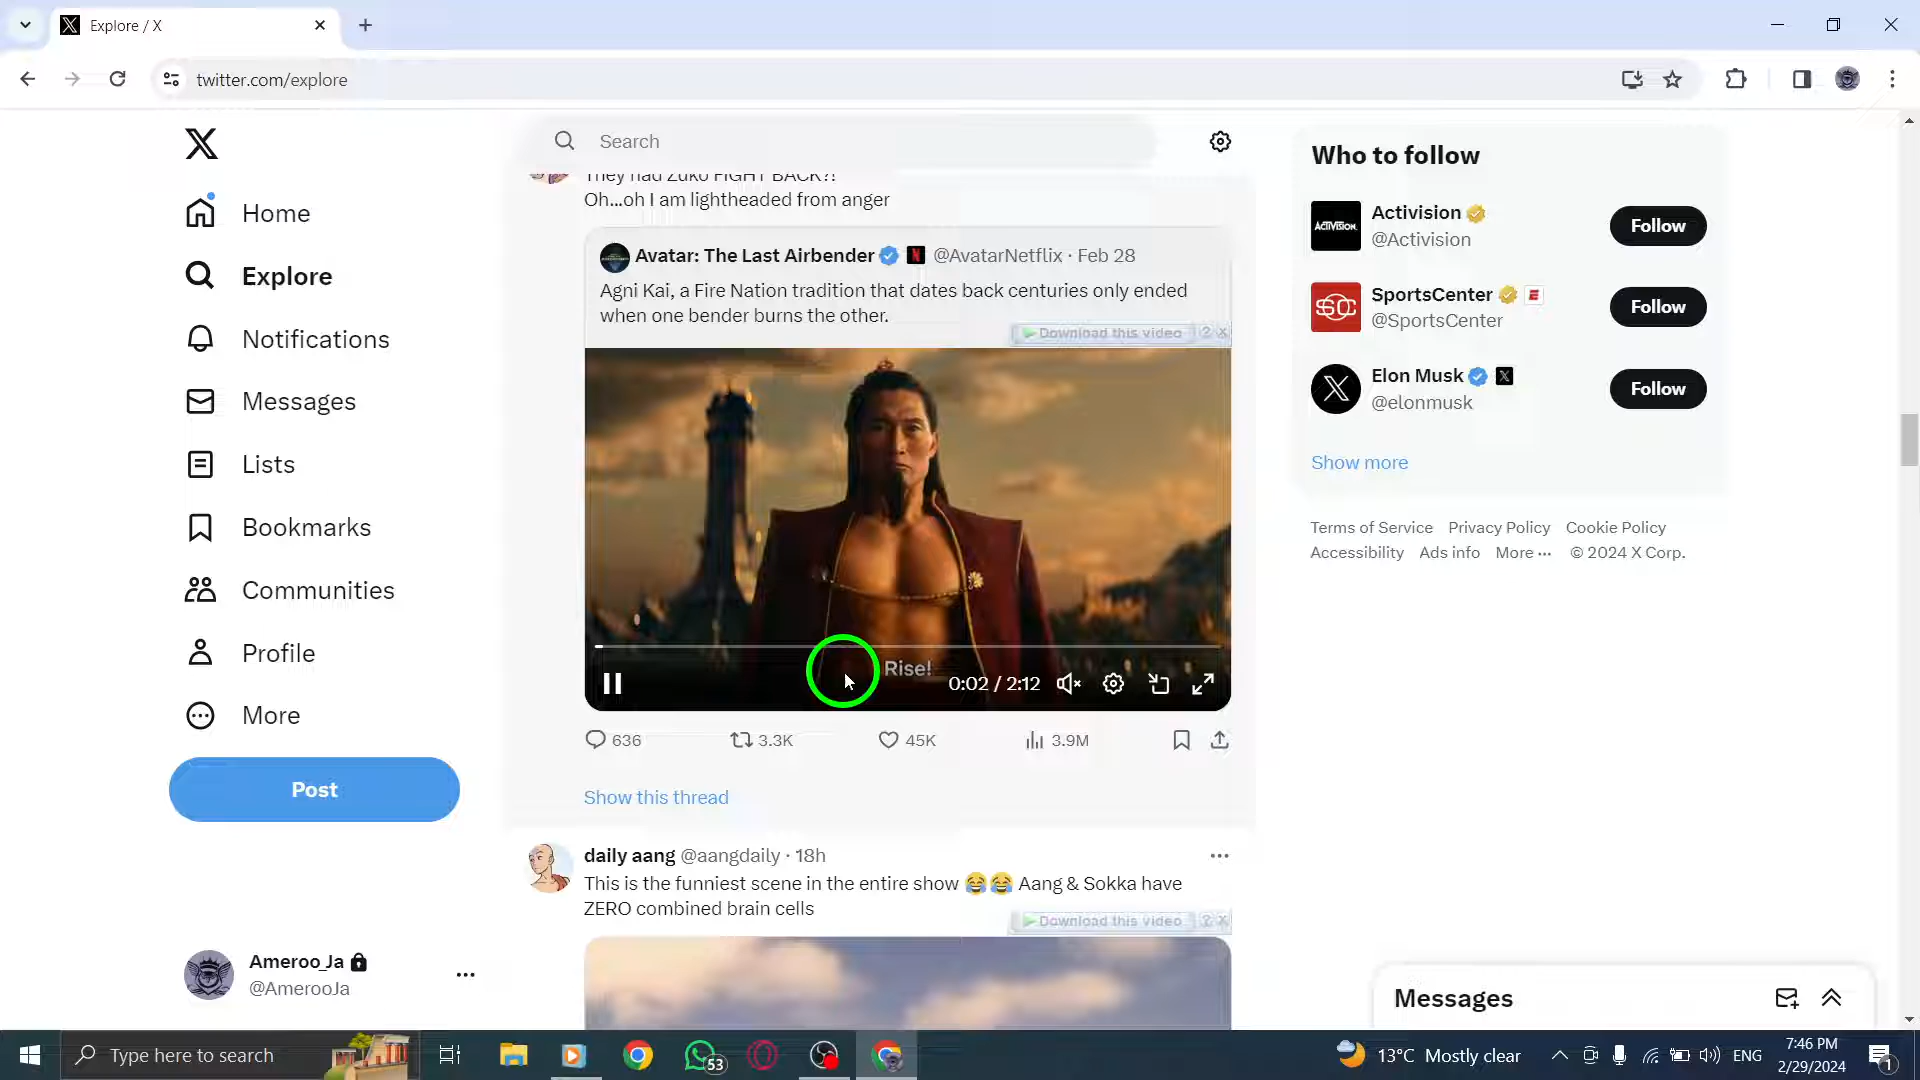 Explore / X
twitter.com/explore
Home
Explore
Notifications
Messages
Lists
Bookmarks
Communities
Profile
More
Post
Ameroo_Ja
@AmerooJa
Search
They had Zuko FIGHT BACK?!
Oh...oh I am lightheaded from anger
Avatar: The Last Airbender @AvatarNetflix · Feb 28
Agni Kai, a Fire Nation tradition that dates back centuries only ended
when one bender burns the other.
Download this video ? X
Rise!
0:02 / 2:12
636 3.3K 45K 3.9M
Show this thread
daily aang @aangdaily · 18h
This is the funniest scene in the entire show 😂😂 Aang & Sokka have
ZERO combined brain cells
Download this video ? X
Who to follow
ACTIVISION
Activision
@Activision
Follow
SC
SportsCenter
@SportsCenter
Follow
Elon Musk
@elonmusk
Follow
Show more
Terms of Service Privacy Policy Cookie Policy
Accessibility Ads info More ··· © 2024 X Corp.
Messages
Type here to search
53
13°C Mostly clear
ENG
7:46 PM
2/29/2024
1